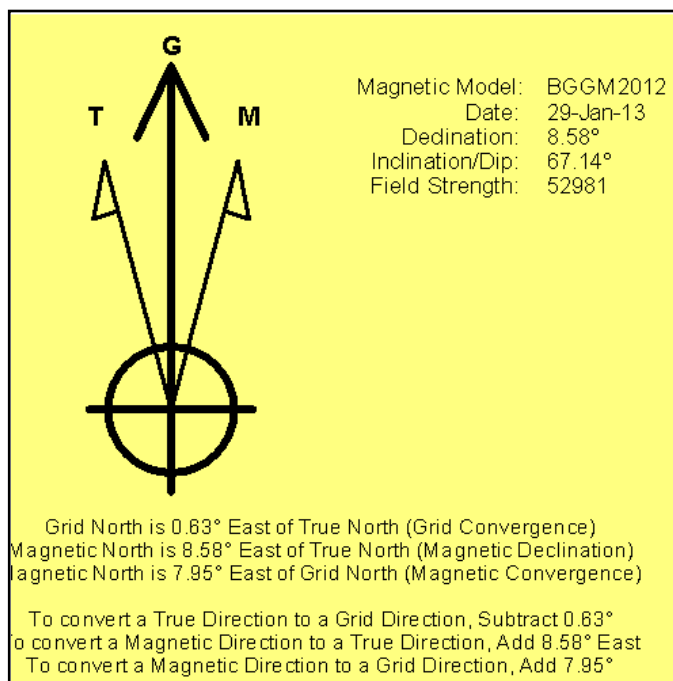 G
T
M
Magnetic Model: BGGM2012
Date: 29-Jan-13
Declination: 8.58°
Inclination/Dip: 67.14°
Field Strength: 52981
Grid North is 0.63° East of True North (Grid Convergence)
Magnetic North is 8.58° East of True North (Magnetic Declination)
lagnetic North is 7.95° East of Grid North (Magnetic Convergence)
To convert a True Direction to a Grid Direction, Subtract 0.63°
o convert a Magnetic Direction to a True Direction, Add 8.58° East
To convert a Magnetic Direction to a Grid Direction, Add 7.95°